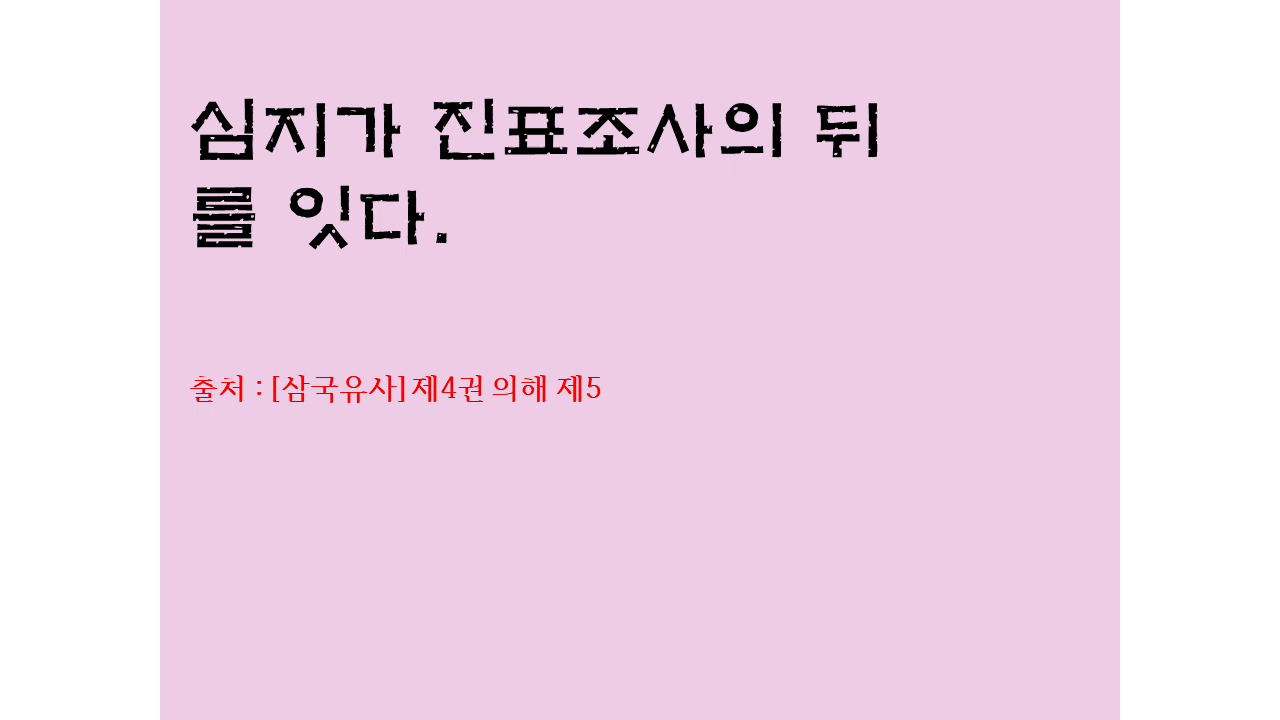 심지가 진표조사의 뒤
를 잇다.
출처 : [삼국유사] 제4권 의해 제5